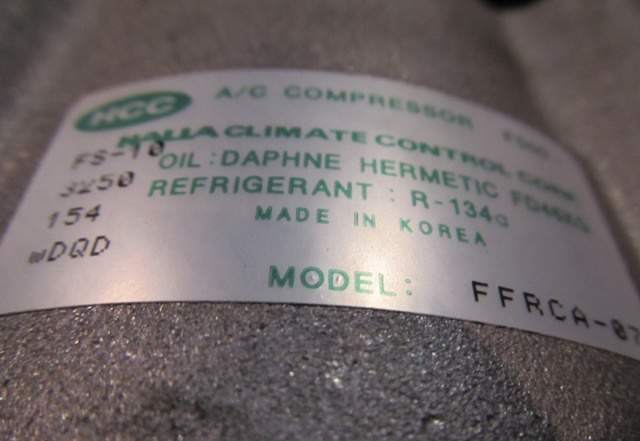 HCC
A/C COMPRESSOR
HALLA CLIMATE CONTROL CORP.
FS-10
OIL : DAPHNE HERMETIC
3250
REFRIGERANT : R-134a
154
MADE IN KOREA
wDQD
MODEL: FFRCA-07